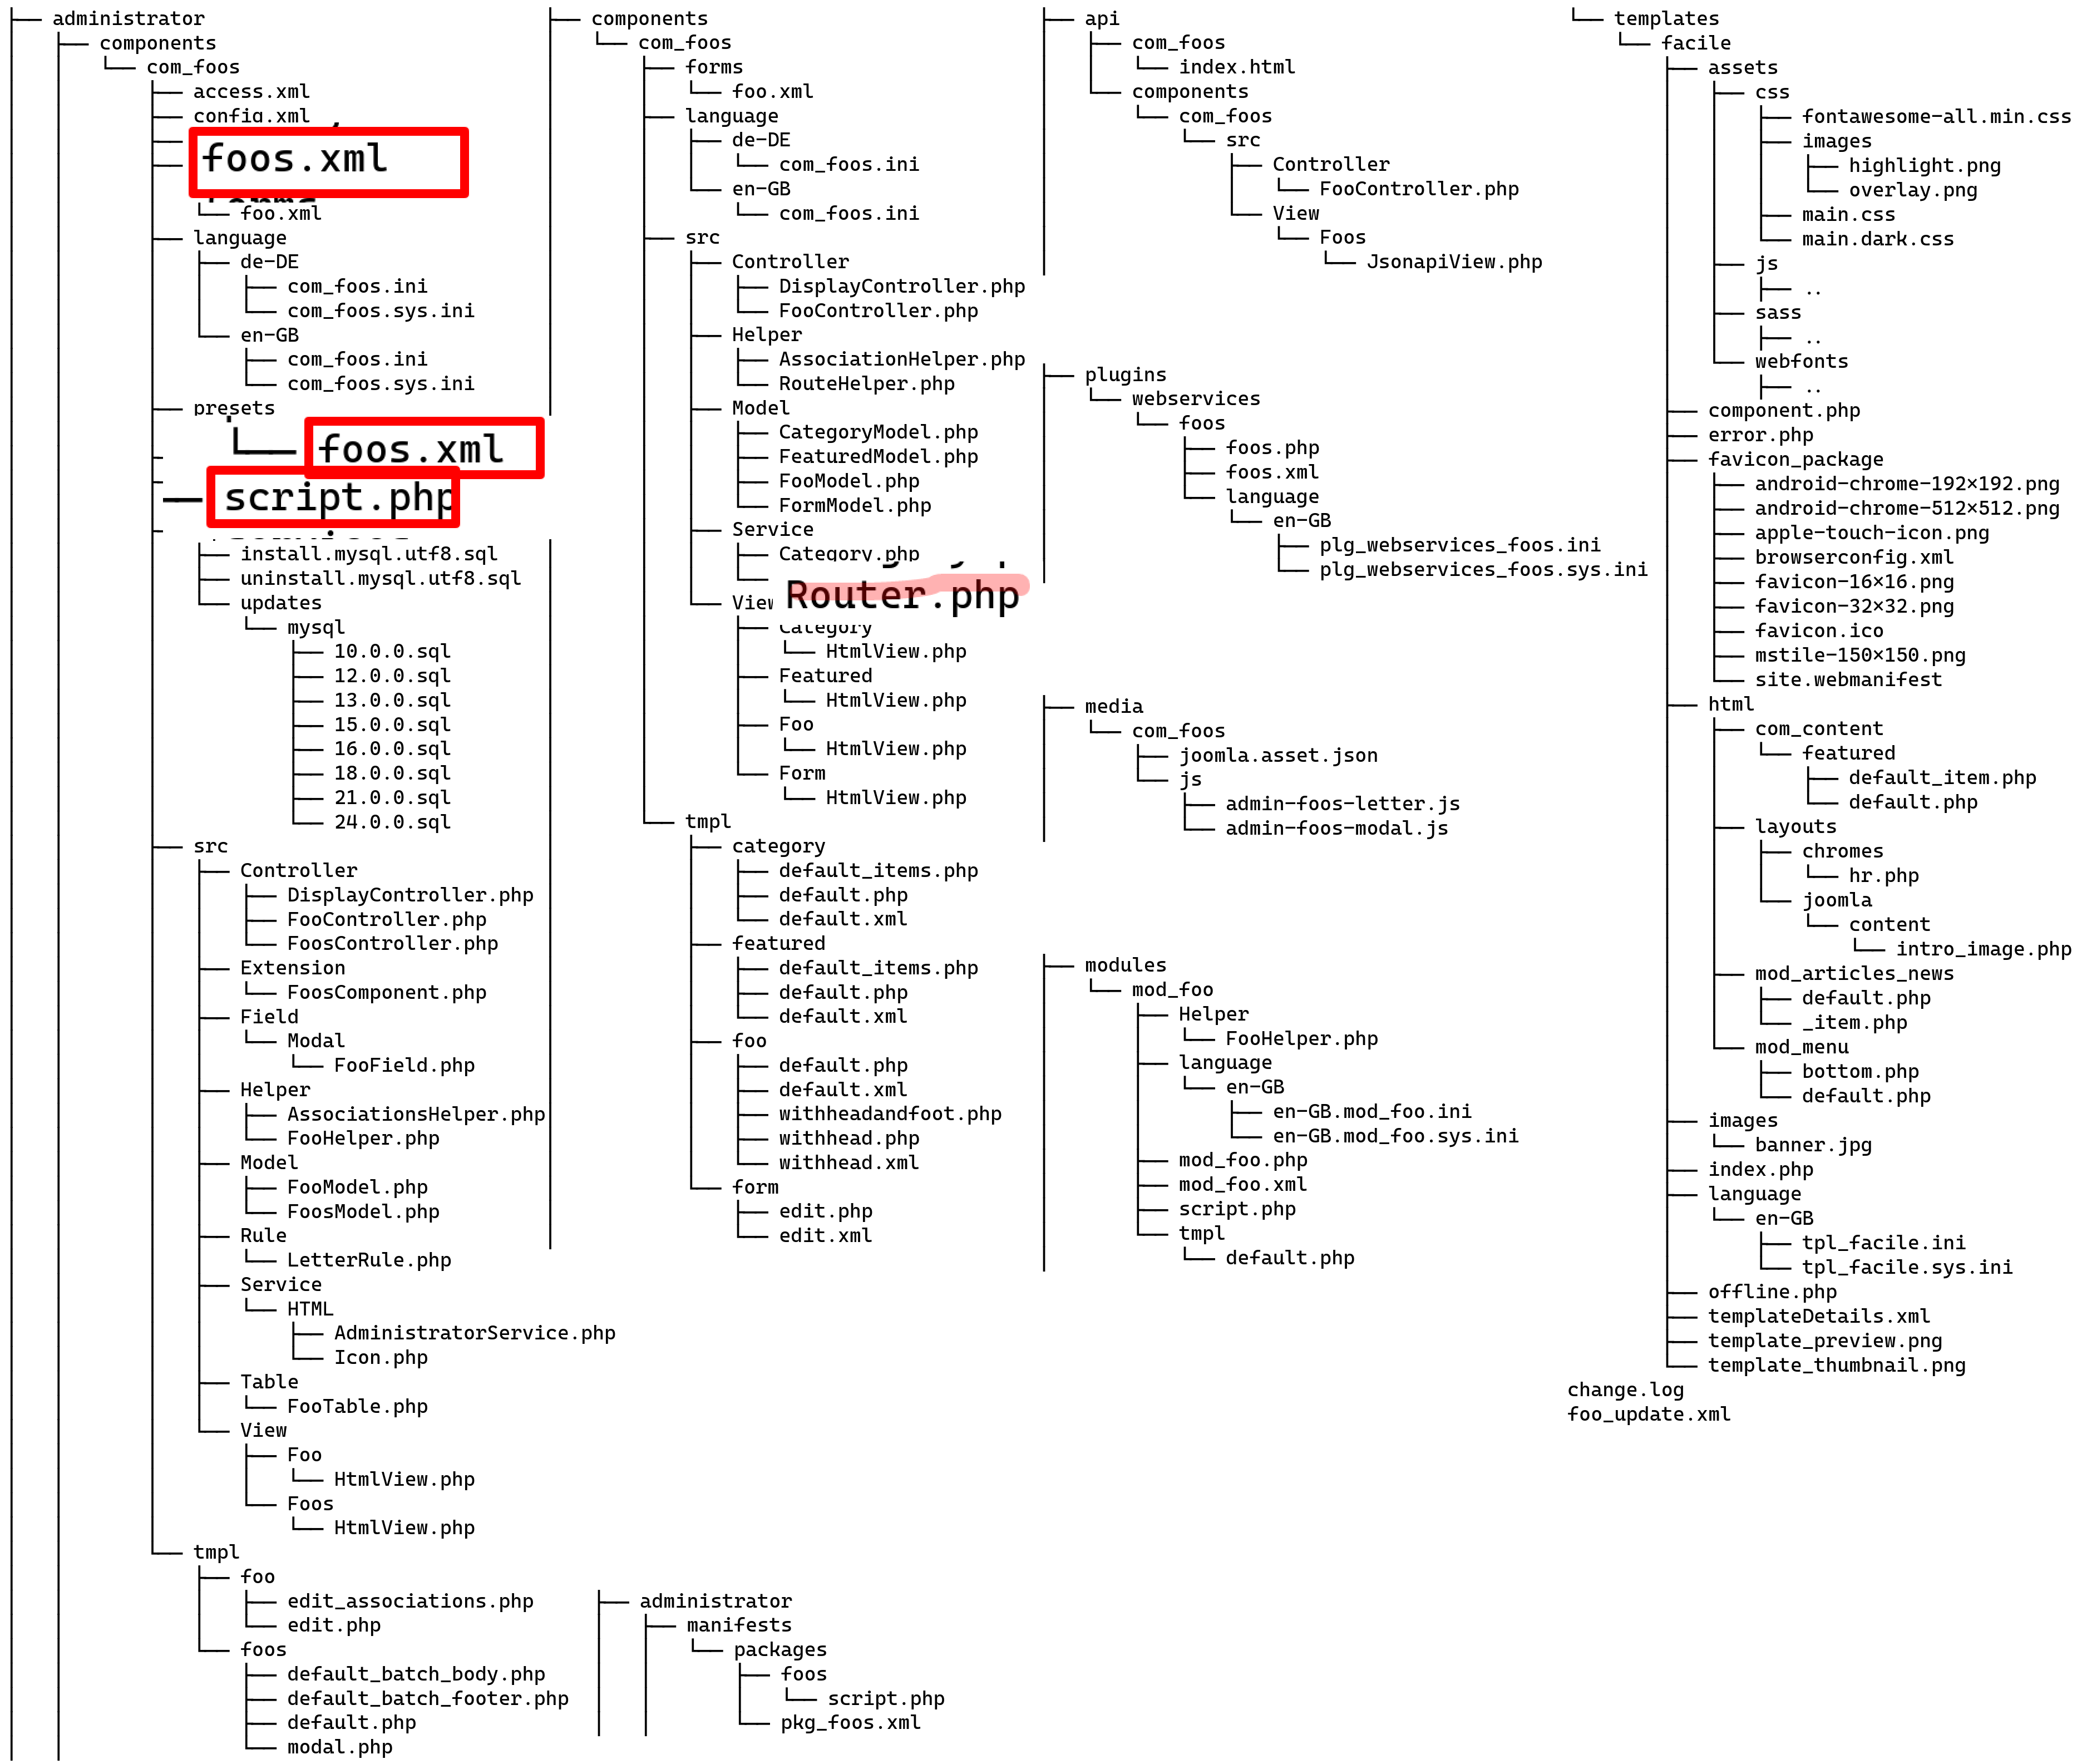 administrator
components
com_foos
access.xml
config.xml
foos.xml
foo.xml
language
de-DE
com_foos.ini
com_foos.sys.ini
en-GB
com_foos.ini
com_foos.sys.ini
presets
foos.xml
script.php
install.mysql.utf8.sql
uninstall.mysql.utf8.sql
updates
mysql
10.0.0.sql
12.0.0.sql
13.0.0.sql
15.0.0.sql
16.0.0.sql
18.0.0.sql
21.0.0.sql
24.0.0.sql
src
Controller
DisplayController.php
FooController.php
FoosController.php
Extension
FoosComponent.php
Field
Modal
FooField.php
Helper
AssociationsHelper.php
FooHelper.php
Model
FooModel.php
FoosModel.php
Rule
LetterRule.php
Service
HTML
AdministratorService.php
Icon.php
Table
FooTable.php
View
Foo
HtmlView.php
Foos
HtmlView.php
tmpl
foo
edit_associations.php
edit.php
foos
default_batch_body.php
default_batch_footer.php
default.php
modal.php
components
com_foos
forms
foo.xml
language
de-DE
com_foos.ini
en-GB
com_foos.ini
src
Controller
DisplayController.php
FooController.php
Helper
AssociationHelper.php
RouteHelper.php
Model
CategoryModel.php
FeaturedModel.php
FooModel.php
FormModel.php
Service
Category.php
Router.php
View
Category
HtmlView.php
Featured
HtmlView.php
Foo
HtmlView.php
Form
HtmlView.php
tmpl
category
default_items.php
default.php
default.xml
featured
default_items.php
default.php
default.xml
foo
default.php
default.xml
withheadandfoot.php
withhead.php
withhead.xml
form
edit.php
edit.xml
administrator
manifests
packages
foos
script.php
pkg_foos.xml
api
com_foos
index.html
components
com_foos
src
Controller
FooController.php
View
Foos
JsonapiView.php
plugins
webservices
foos
foos.php
foos.xml
language
en-GB
plg_webservices_foos.ini
plg_webservices_foos.sys.ini
media
com_foos
joomla.asset.json
js
admin-foos-letter.js
admin-foos-modal.js
modules
mod_foo
Helper
FooHelper.php
language
en-GB
en-GB.mod_foo.ini
en-GB.mod_foo.sys.ini
mod_foo.php
mod_foo.xml
script.php
tmpl
default.php
templates
facile
assets
css
fontawesome-all.min.css
images
highlight.png
overlay.png
main.css
main.dark.css
js
..
sass
..
webfonts
..
component.php
error.php
favicon_package
android-chrome-192×192.png
android-chrome-512×512.png
apple-touch-icon.png
browserconfig.xml
favicon-16×16.png
favicon-32×32.png
favicon.ico
mstile-150×150.png
site.webmanifest
html
com_content
featured
default_item.php
default.php
layouts
chromes
hr.php
joomla
content
intro_image.php
mod_articles_news
default.php
_item.php
mod_menu
bottom.php
default.php
images
banner.jpg
index.php
language
en-GB
tpl_facile.ini
tpl_facile.sys.ini
offline.php
templateDetails.xml
template_preview.png
template_thumbnail.png
change.log
foo_update.xml